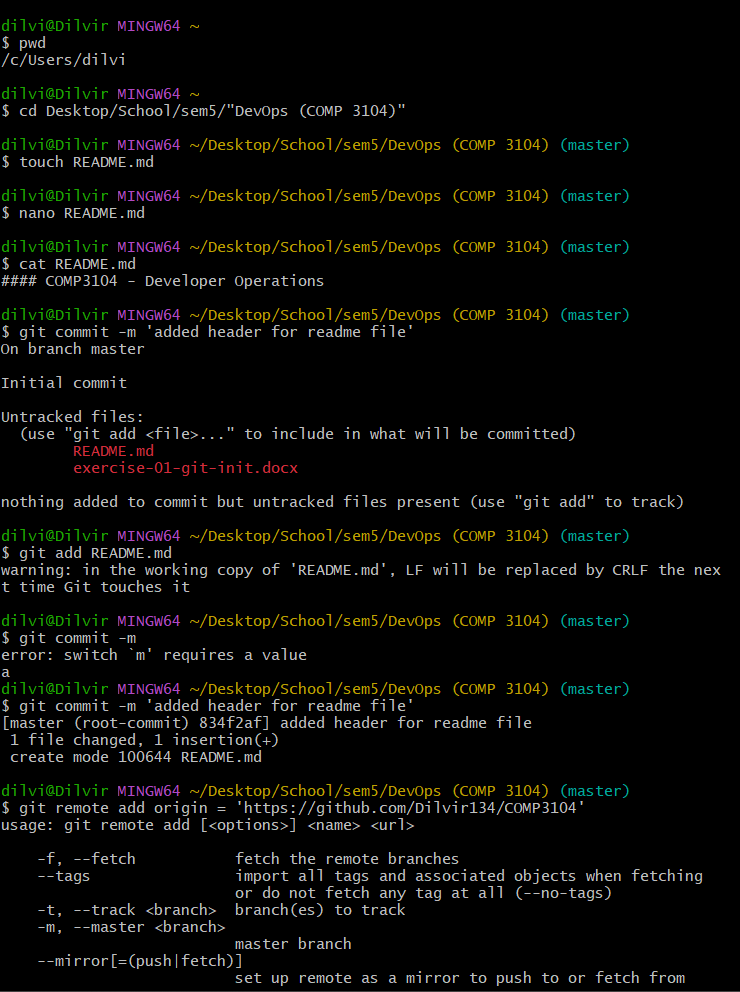 dilvi@Dilvir MINGW64 ~
$ pwd
/c/Users/dilvi
dilvi@Dilvir MINGW64 ~
$ cd Desktop/School/sem5/"DevOps (COMP 3104)"
dilvi@Dilvir MINGW64 ~/Desktop/School/sem5/DevOps (COMP 3104) (master)
$ touch README.md
dilvi@Dilvir MINGW64 ~/Desktop/School/sem5/DevOps (COMP 3104) (master)
$ nano README.md
dilvi@Dilvir MINGW64 ~/Desktop/School/sem5/DevOps (COMP 3104) (master)
$ cat README.md
#### COMP3104 - Developer Operations
dilvi@Dilvir MINGW64 ~/Desktop/School/sem5/DevOps (COMP 3104) (master)
$ git commit -m 'added header for readme file'
On branch master
Initial commit
Untracked files:
  (use "git add <file>..." to include in what will be committed)
        README.md
        exercise-01-git-init.docx
nothing added to commit but untracked files present (use "git add" to track)
dilvi@Dilvir MINGW64 ~/Desktop/School/sem5/DevOps (COMP 3104) (master)
$ git add README.md
warning: in the working copy of 'README.md', LF will be replaced by CRLF the nex
t time Git touches it
dilvi@Dilvir MINGW64 ~/Desktop/School/sem5/DevOps (COMP 3104) (master)
$ git commit -m
error: switch `m' requires a value
a
dilvi@Dilvir MINGW64 ~/Desktop/School/sem5/DevOps (COMP 3104) (master)
$ git commit -m 'added header for readme file'
[master (root-commit) 834f2af] added header for readme file
 1 file changed, 1 insertion(+)
 create mode 100644 README.md
dilvi@Dilvir MINGW64 ~/Desktop/School/sem5/DevOps (COMP 3104) (master)
$ git remote add origin = 'https://github.com/Dilvir134/COMP3104'
usage: git remote add [<options>] <name> <url>
    -f, --fetch           fetch the remote branches
    --tags                import all tags and associated objects when fetching
                          or do not fetch any tag at all (--no-tags)
    -t, --track <branch>  branch(es) to track
    -m, --master <branch>
                          master branch
    --mirror[=(push|fetch)]
                          set up remote as a mirror to push to or fetch from